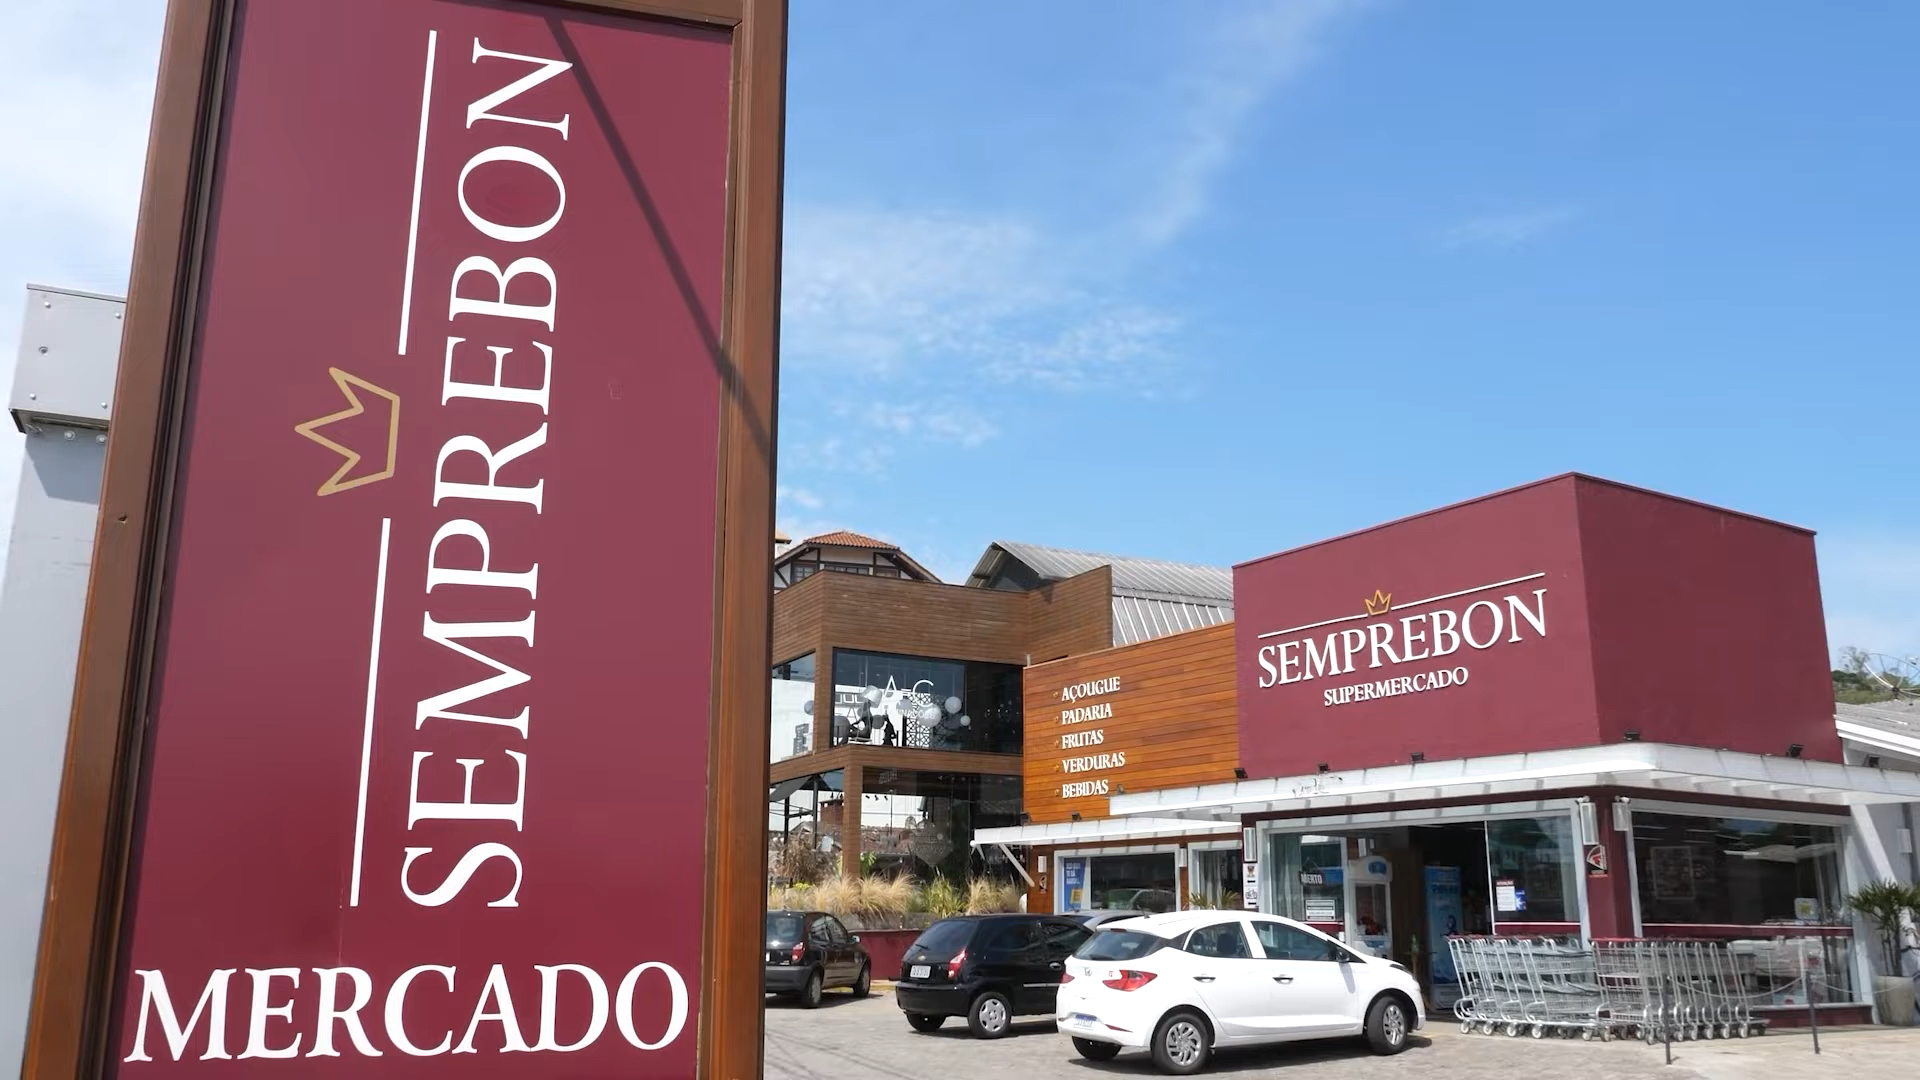 SEMPREBON
MERCADO
SEMPREBON
SUPERMERCADO
AÇOUGUE
PADARIA
FRUTAS
VERDURAS
BEBIDAS